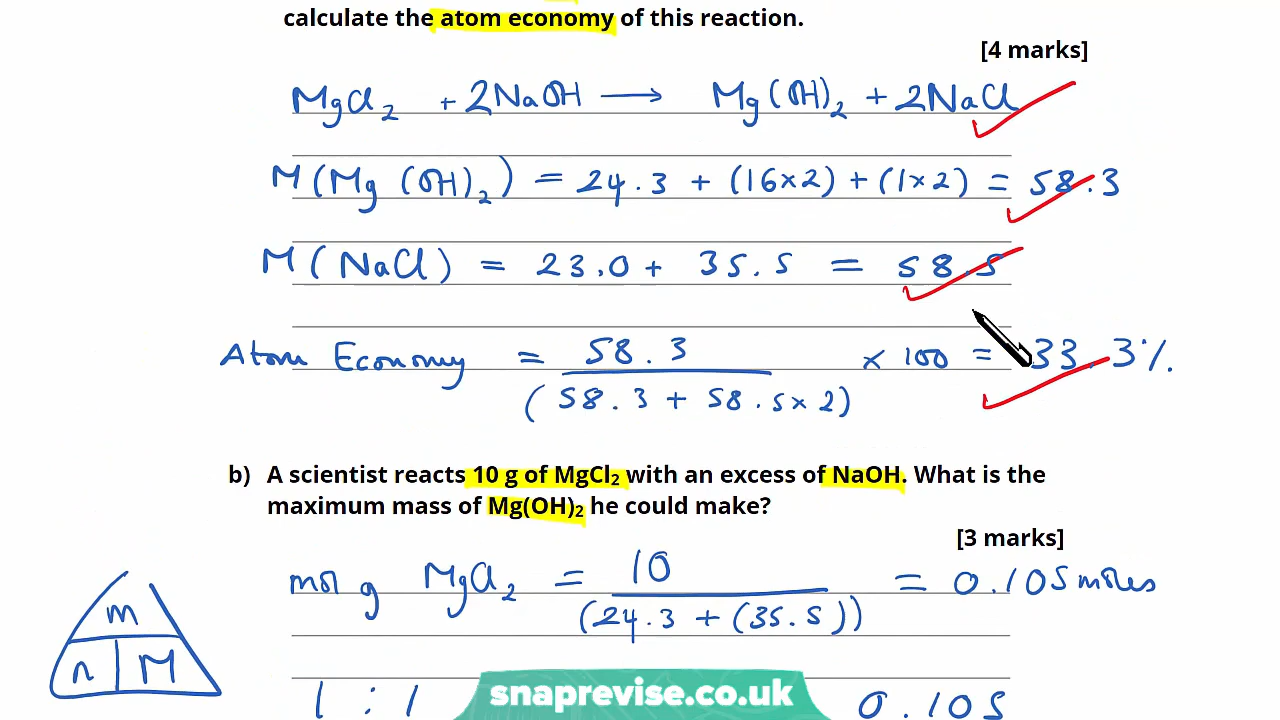 calculate the atom economy of this reaction.
[4 marks]
MgCl₂ + 2NaOH ⟶ Mg(OH)₂ + 2NaCl
M(Mg(OH)₂) = 24.3 + (16×2) + (1×2) = 58.3
M(NaCl) = 23.0 + 35.5 = 58.5
Atom Economy = 58.3 / (58.3 + 58.5×2) × 100 = 33.3%
b) A scientist reacts 10 g of MgCl₂ with an excess of NaOH. What is the
maximum mass of Mg(OH)₂ he could make?
[3 marks]
mol g MgCl₂ = 10 / (24.3 + (35.5)) = 0.105 moles
m
n M
1 : 1 0.105
snaprevise.co.uk